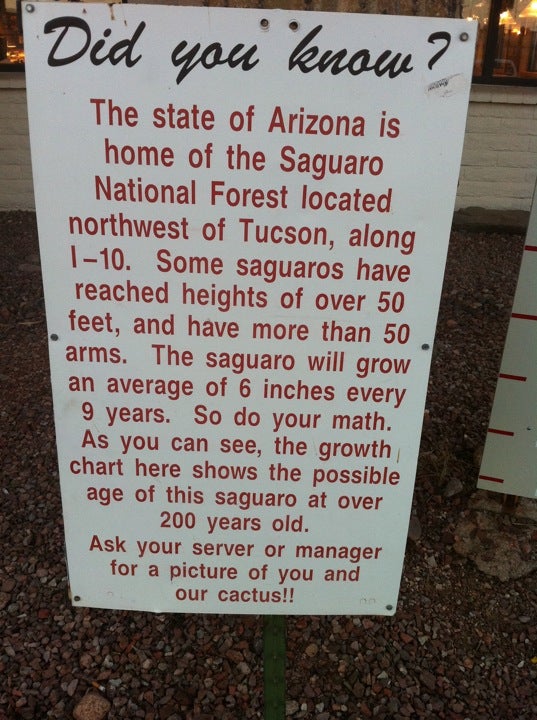 Did you know?
The state of Arizona is
home of the Saguaro
National Forest located
northwest of Tucson, along
I-10. Some saguaros have
reached heights of over 50
feet, and have more than 50
arms. The saguaro will grow
an average of 6 inches every
9 years. So do your math.
As you can see, the growth
chart here shows the possible
age of this saguaro at over
200 years old.
Ask your server or manager
for a picture of you and
our cactus!!